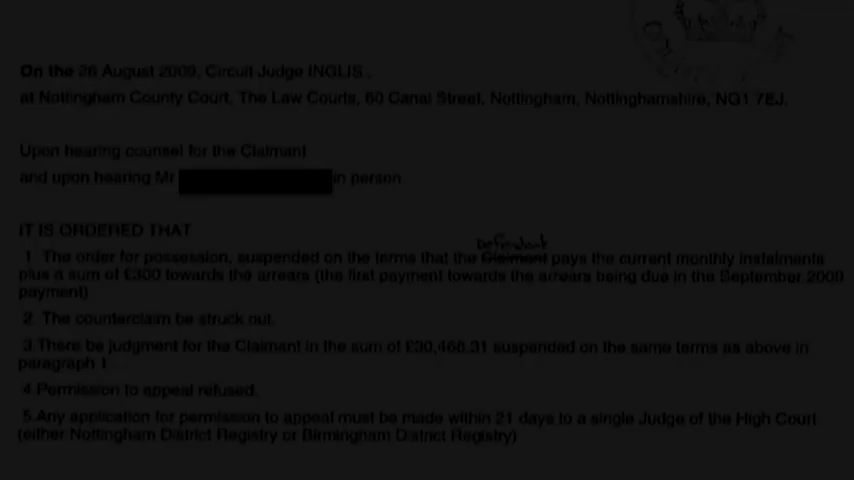 On the 26 August 2009, Circuit Judge INGLIS ,
at Nottingham County Court, The Law Courts, 60 Canal Street, Nottingham, Nottinghamshire, NG1 7EJ.
Upon hearing counsel for the Claimant
and upon hearing Mr in person
IT IS ORDERED THAT
Defendant
1. The order for possession, suspended on the terms that the Claimant pays the current monthly instalments
plus a sum of £300 towards the arrears (the first payment towards the arrears being due in the September 2009
payment)
2. The counterclaim be struck out.
3.There be judgment for the Claimant in the sum of £30,468.31 suspended on the same terms as above in
paragraph 1.
4.Permission to appeal refused.
5.Any application for permission to appeal must be made within 21 days to a single Judge of the High Court
(either Nottingham District Registry or Birmingham District Registry)